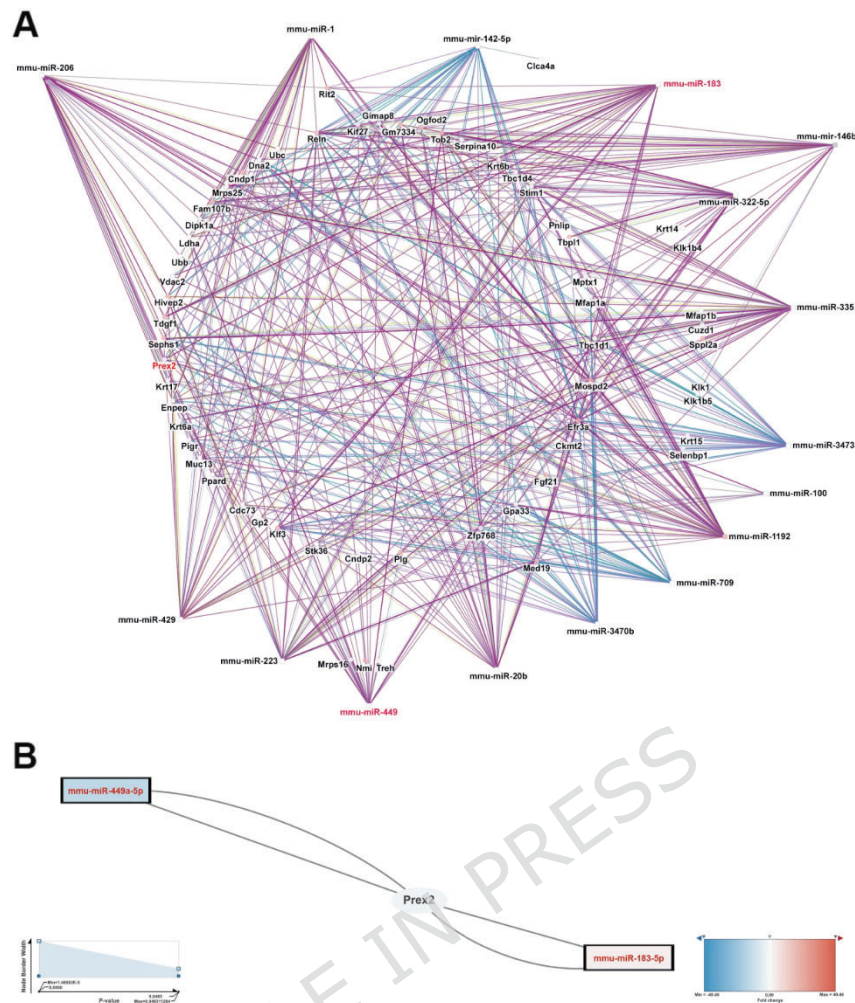 A
mmu-miR-1
mmu-mir-142-5p
mmu-miR-206
Clca4a
mmu-miR-183
Rit2
Gimap8
Ogfod2
Reln
Kif27
Gm7334
Tob2
mmu-mir-146b
Serpina10
Ubc
Dna2
Krt6b
Cndp1
Tbc1d4
Mrps25
Stim1
mmu-miR-322-5p
Fam107b
Dipk1a
Pnlip
Krt14
Ldha
Tbpl1
Klk1b4
Ubb
Vdac2
Mptx1
Hivep2
Mfap1a
mmu-miR-335
Tdgf1
Mfap1b
Cuzd1
Sephs1
Tbc1d1
Sppl2a
Prex2
Krt17
Mospd2
Klk1
Enpep
Klk1b5
Krt6a
Efr3a
Pigr
Ckmt2
Krt15
mmu-miR-3473
Muc13
Selenbp1
Ppard
Fgf21
mmu-miR-100
Cdc73
Gpa33
Gp2
Klf3
Zfp768
mmu-miR-1192
Stk36
Cndp2
Plg
Med19
mmu-miR-709
mmu-miR-429
mmu-miR-3470b
mmu-miR-223
Mrps16
Nmi
Treh
mmu-miR-20b
mmu-miR-449
B
mmu-miR-449a-5p
Prex2
mmu-miR-183-5p
Node Border Width
P-value
0.00
Fold change
E IN PRESS